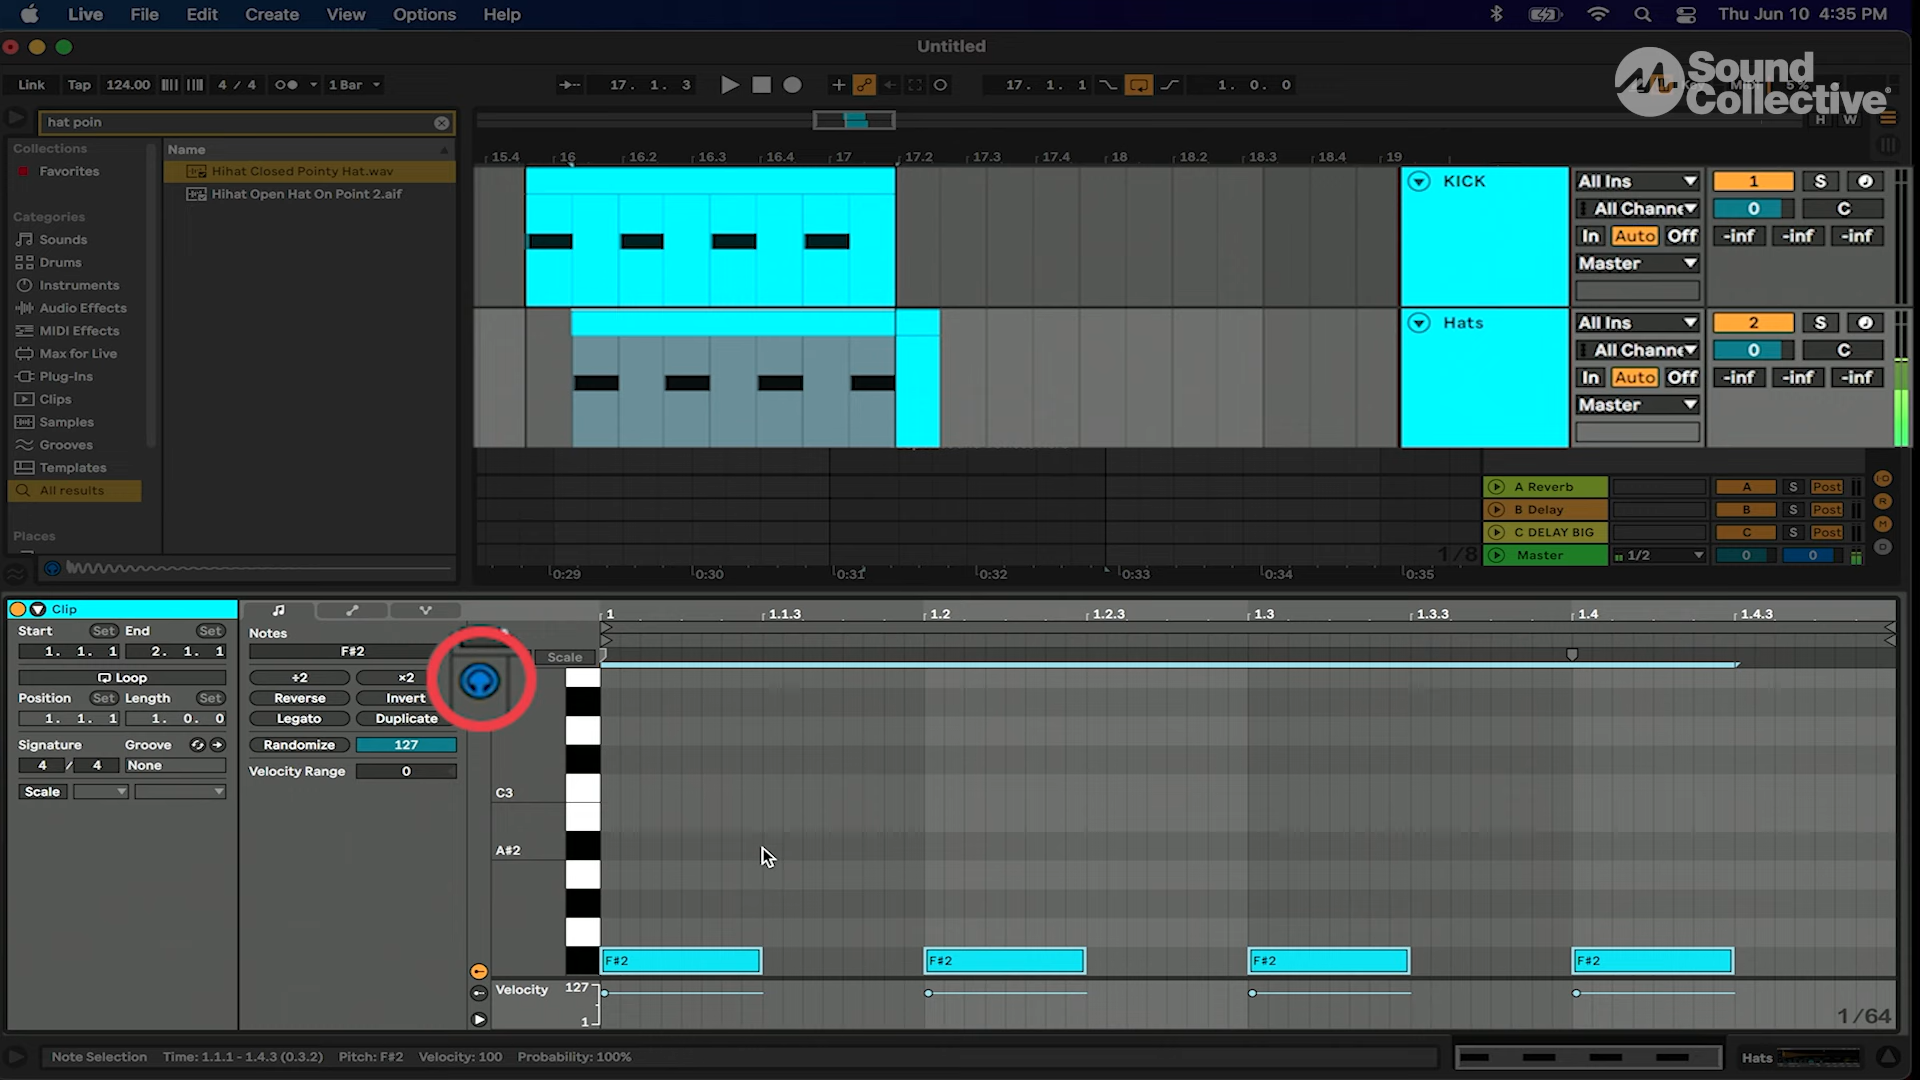 Live File Edit Create View Options Help Thu Jun 10 4:35 PM
Untitled
Link Tap 124.00 4 / 4 1 Bar 17. 1. 3 17. 1. 1 1. 0. 0 5%
Sound Collective
H W
hat poin
Collections
Favorites
Categories
Sounds
Drums
Instruments
Audio Effects
MIDI Effects
Max for Live
Plug-Ins
Clips
Samples
Grooves
Templates
All results
Places
Name
Hihat Closed Pointy Hat.wav
Hihat Open Hat On Point 2.aif
15.4 16 16.2 16.3 16.4 17 17.2 17.3 17.4 18 18.2 18.3 18.4 19
KICK All Ins 1 S
All Channe 0 C
In Auto Off -inf -inf -inf
Master
Hats All Ins 2 S
All Channe 0 C
In Auto Off -inf -inf -inf
Master
A Reverb A S Post
B Delay B S Post
C DELAY BIG C S Post
1/8 Master 1/2 0 0
0:29 0:30 0:31 0:32 0:33 0:34 0:35
Clip
Start Set End Set
1. 1. 1 2. 1. 1
Loop
Position Set Length Set
1. 1. 1 1. 0. 0
Signature Groove
4 / 4 None
Scale
Notes
F#2
÷2 ×2
Reverse Invert
Legato Duplicate
Randomize 127
Velocity Range 0
1 1.1.3 1.2 1.2.3 1.3 1.3.3 1.4 1.4.3
Scale
C3
A#2
F#2 F#2 F#2 F#2
Velocity 127
1
1/64
Note Selection Time: 1.1.1 - 1.4.3 (0.3.2) Pitch: F#2 Velocity: 100 Probability: 100%
Hats